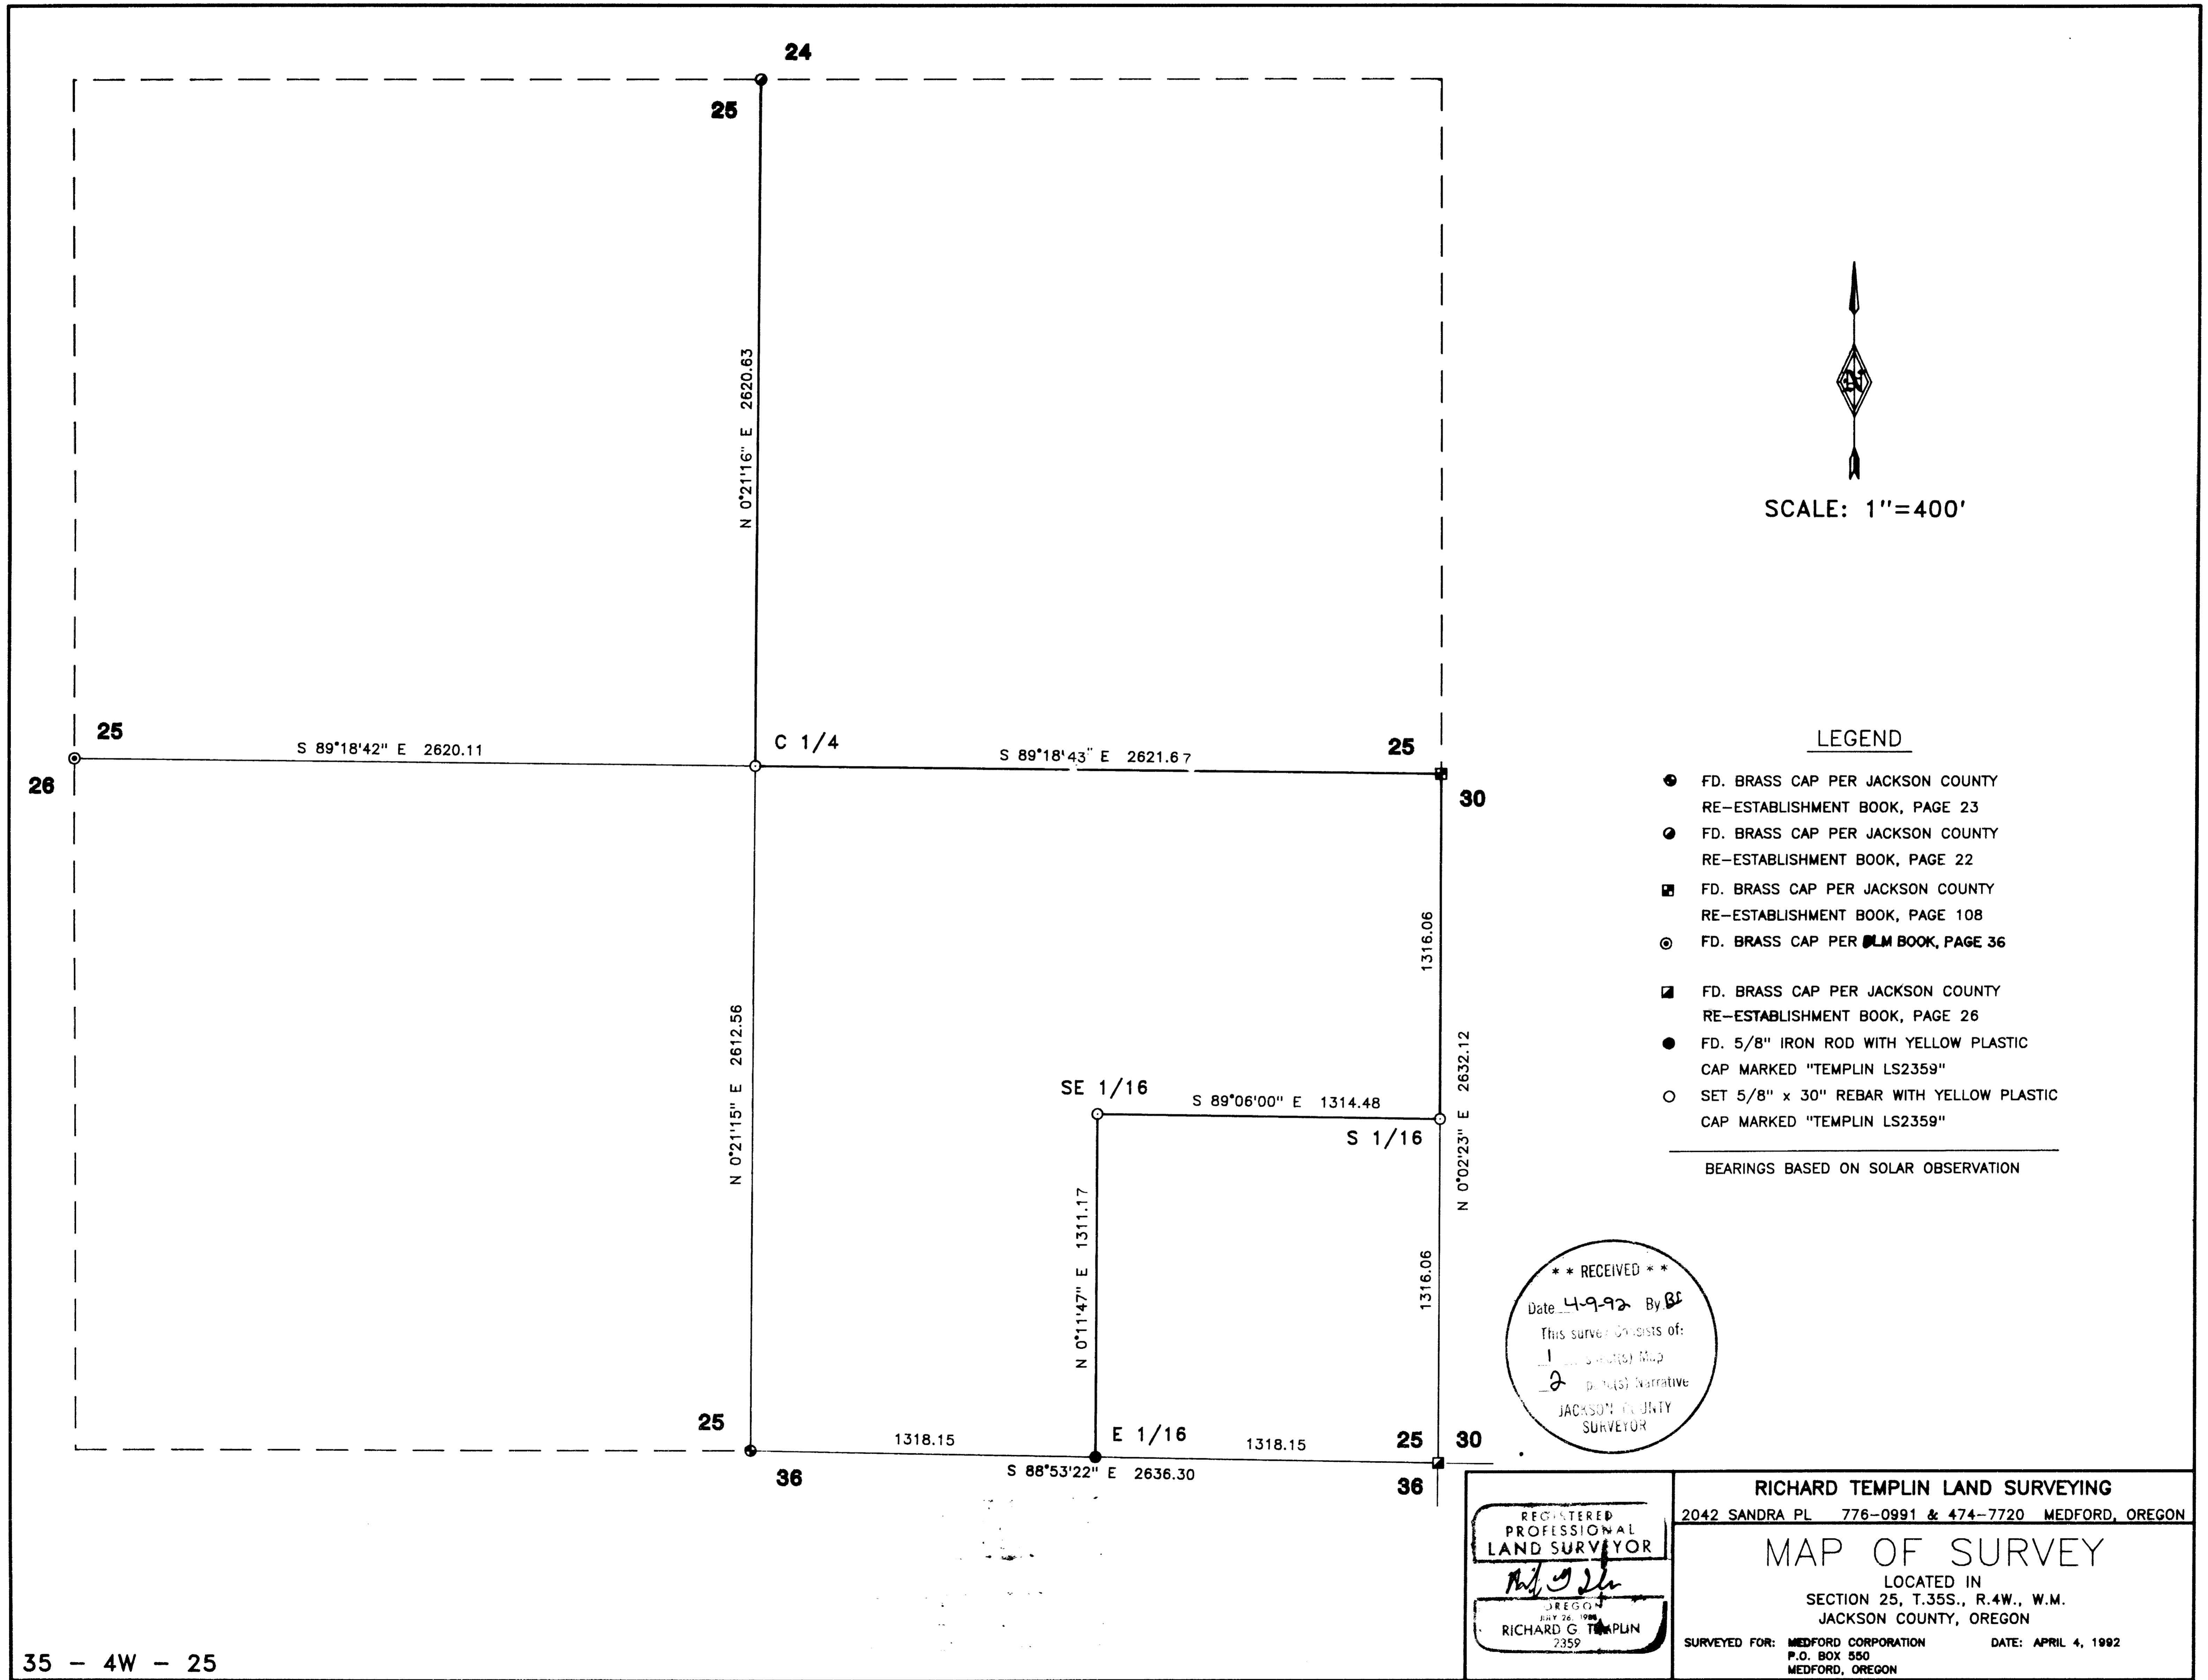 24
25
N 0°21'16" E 2620.63
SCALE: 1"=400'
25
S 89°18'42" E 2620.11
C 1/4
S 89°18'43" E 2621.67
25
26
30
LEGEND
FD. BRASS CAP PER JACKSON COUNTY
RE-ESTABLISHMENT BOOK, PAGE 23
FD. BRASS CAP PER JACKSON COUNTY
RE-ESTABLISHMENT BOOK, PAGE 22
FD. BRASS CAP PER JACKSON COUNTY
RE-ESTABLISHMENT BOOK, PAGE 108
FD. BRASS CAP PER BLM BOOK, PAGE 36
FD. BRASS CAP PER JACKSON COUNTY
RE-ESTABLISHMENT BOOK, PAGE 26
FD. 5/8" IRON ROD WITH YELLOW PLASTIC
CAP MARKED "TEMPLIN LS2359"
SET 5/8" x 30" REBAR WITH YELLOW PLASTIC
CAP MARKED "TEMPLIN LS2359"
BEARINGS BASED ON SOLAR OBSERVATION
1316.06
N 0°21'15" E 2612.56
N 0°02'23" E 2632.12
SE 1/16
S 89°06'00" E 1314.48
S 1/16
N 0°11'47" E 1311.17
1316.06
25
36
1318.15
E 1/16
1318.15
S 88°53'22" E 2636.30
25 30
36
* * RECEIVED * *
Date 4-9-92 By
This survey Consists of:
1 Map
2 Narrative
JACKSON COUNTY
SURVEYOR
REGISTERED
PROFESSIONAL
LAND SURVEYOR
OREGON
RICHARD G. TEMPLIN
2359
RICHARD TEMPLIN LAND SURVEYING
2042 SANDRA PL 776-0991 & 474-7720 MEDFORD, OREGON
MAP OF SURVEY
LOCATED IN
SECTION 25, T.35S., R.4W., W.M.
JACKSON COUNTY, OREGON
SURVEYED FOR: MEDFORD CORPORATION DATE: APRIL 4, 1992
P.O. BOX 550
MEDFORD, OREGON
35 - 4W - 25